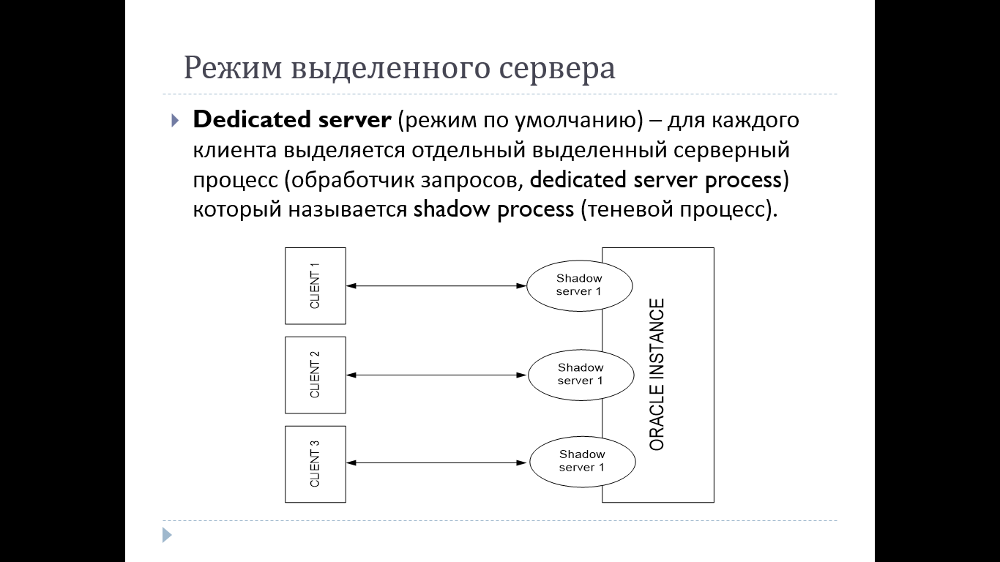 Режим выделенного сервера
Dedicated server (режим по умолчанию) – для каждого
клиента выделяется отдельный выделенный серверный
процесс (обработчик запросов, dedicated server process)
который называется shadow process (теневой процесс).
CLIENT 1
Shadow
server 1
CLIENT 2
Shadow
server 1
CLIENT 3
Shadow
server 1
ORACLE INSTANCE